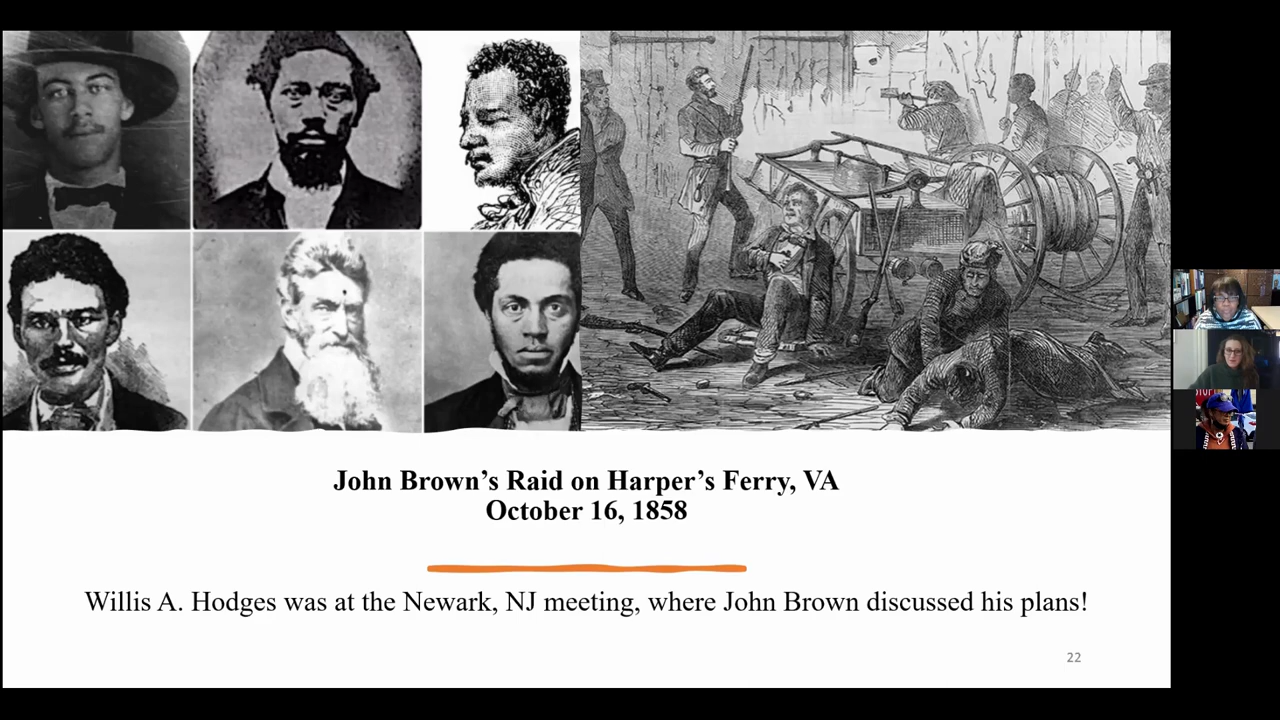 John Brown’s Raid on Harper’s Ferry, VA
October 16, 1858
Willis A. Hodges was at the Newark, NJ meeting, where John Brown discussed his plans!
22